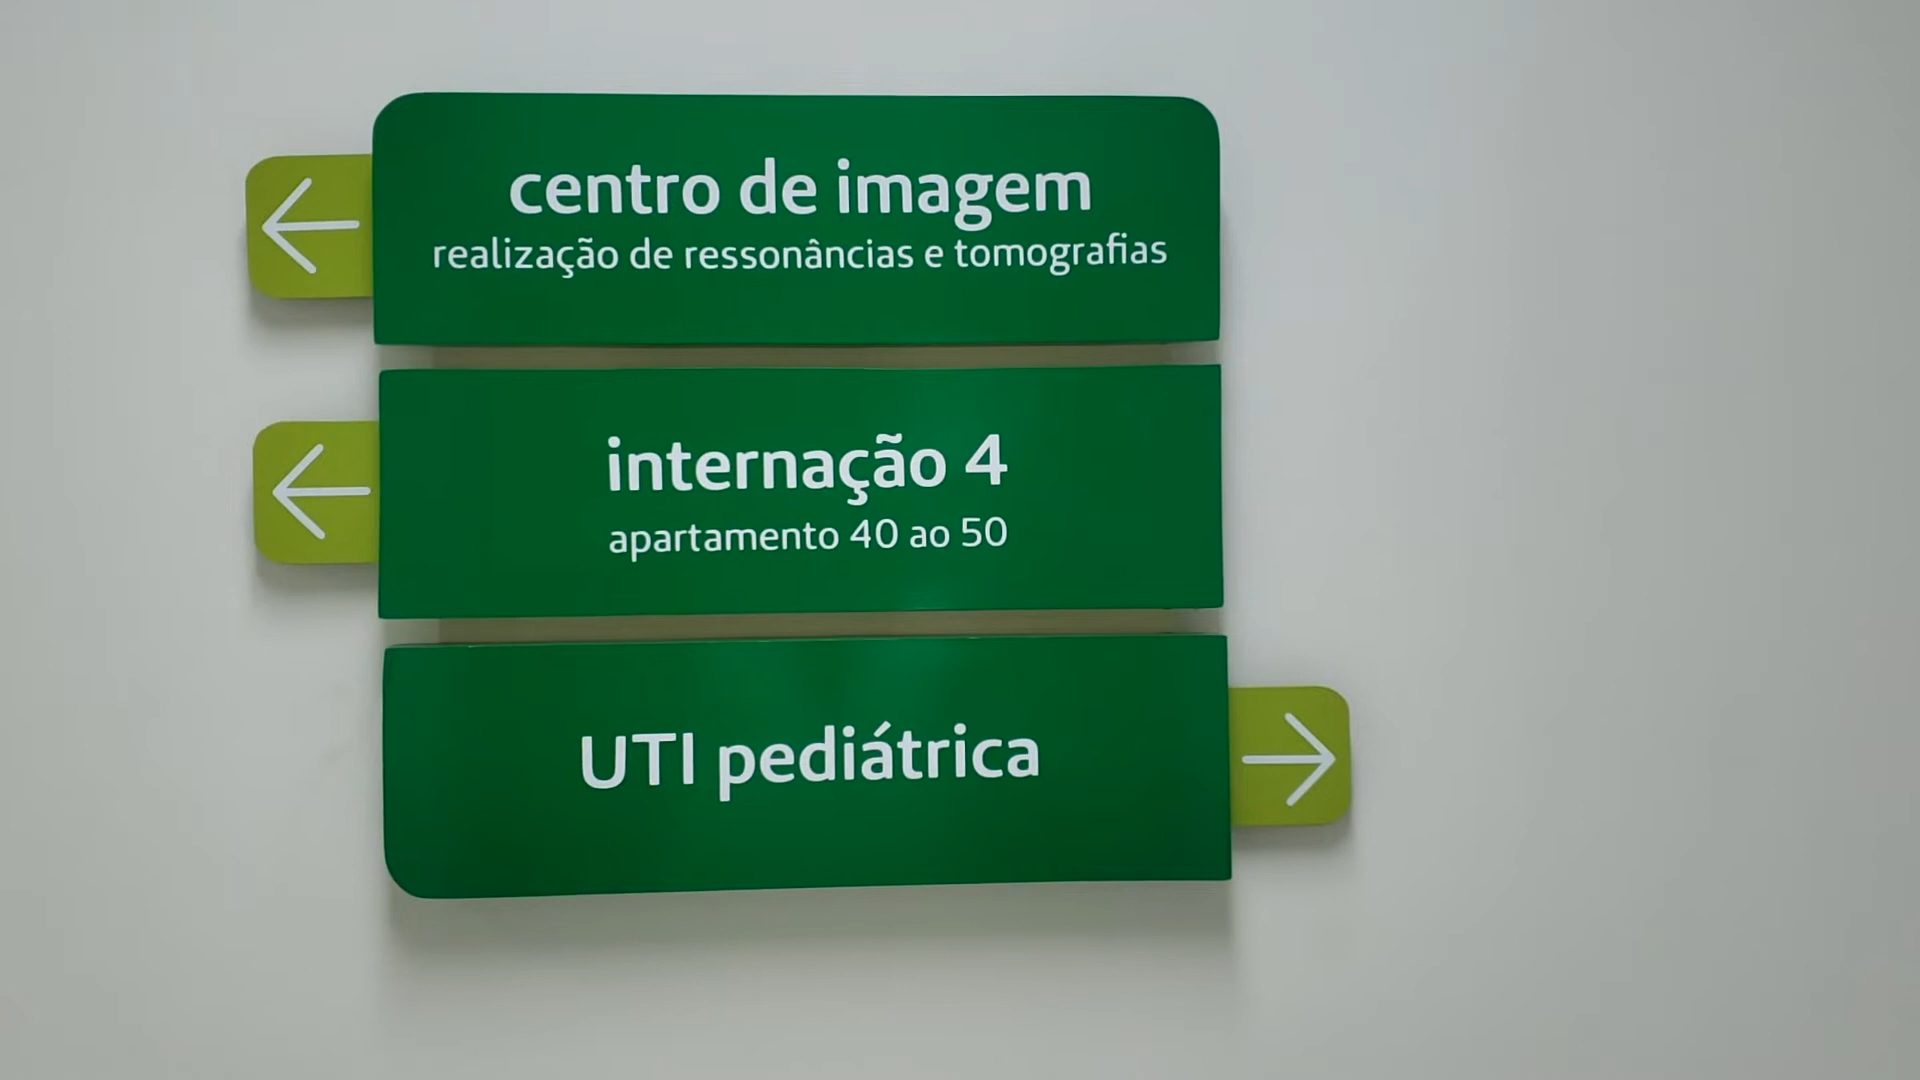 centro de imagem
realização de ressonâncias e tomografias
internação 4
apartamento 40 ao 50
UTI pediátrica